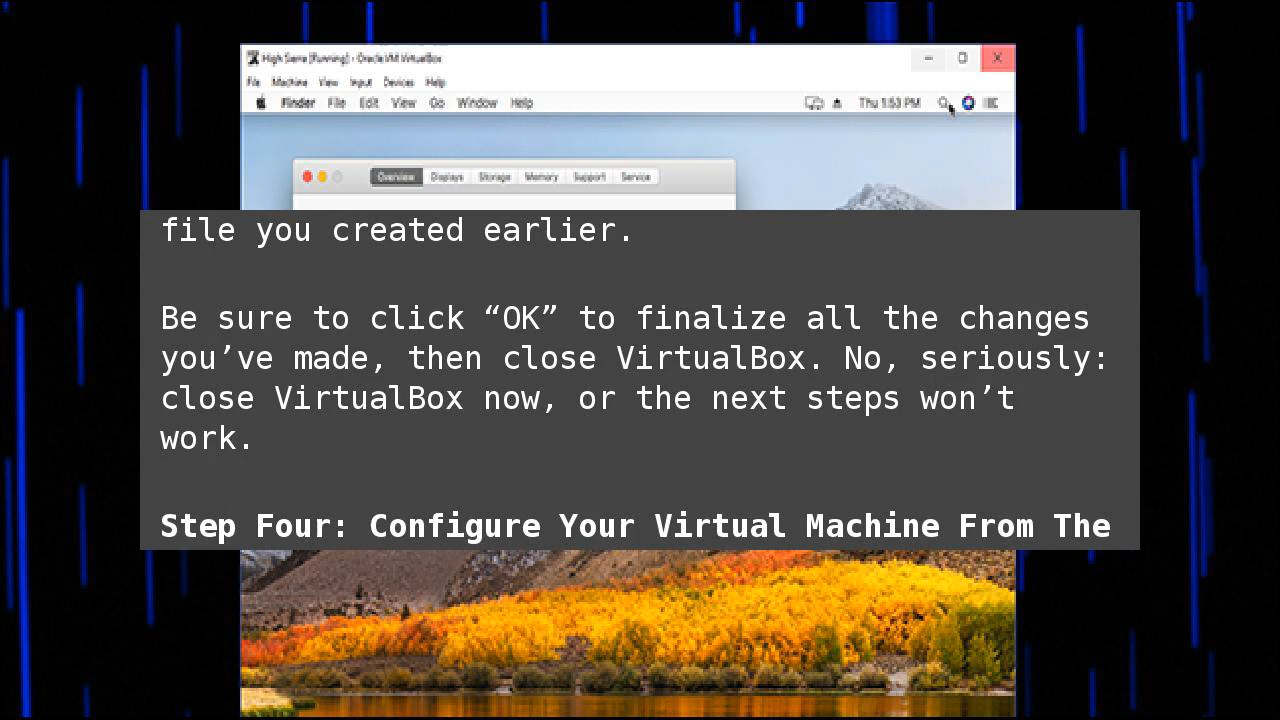 High Sierra [Running] - Oracle VM VirtualBox
File Machine View Input Devices Help
Finder File Edit View Go Window Help Thu 1:53 PM
Overview Displays Storage Memory Support Service
file you created earlier.
Be sure to click “OK” to finalize all the changes
you’ve made, then close VirtualBox. No, seriously:
close VirtualBox now, or the next steps won’t
work.
Step Four: Configure Your Virtual Machine From The